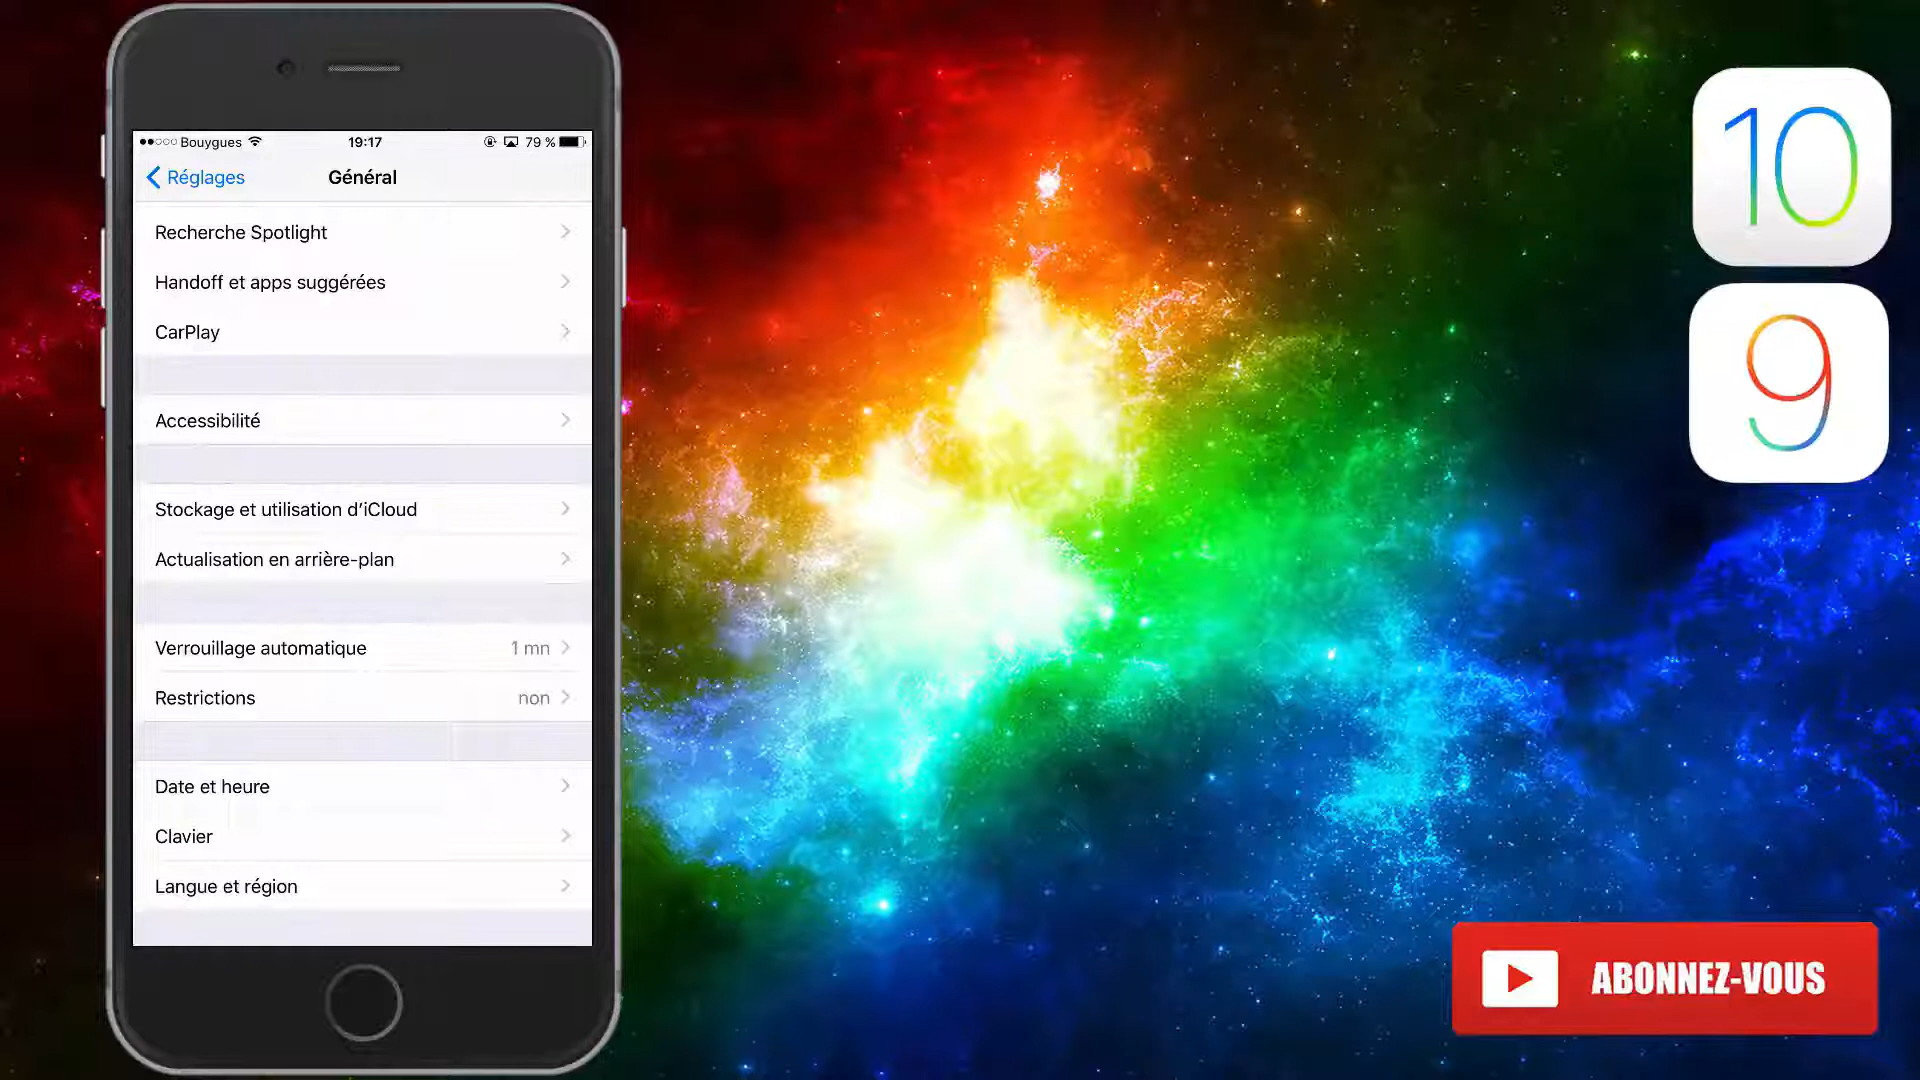 Bouygues 19:17 79 %
Réglages Général
Recherche Spotlight
Handoff et apps suggérées
CarPlay
Accessibilité
Stockage et utilisation d’iCloud
Actualisation en arrière-plan
Verrouillage automatique 1 mn
Restrictions non
Date et heure
Clavier
Langue et région
10
9
ABONNEZ-VOUS